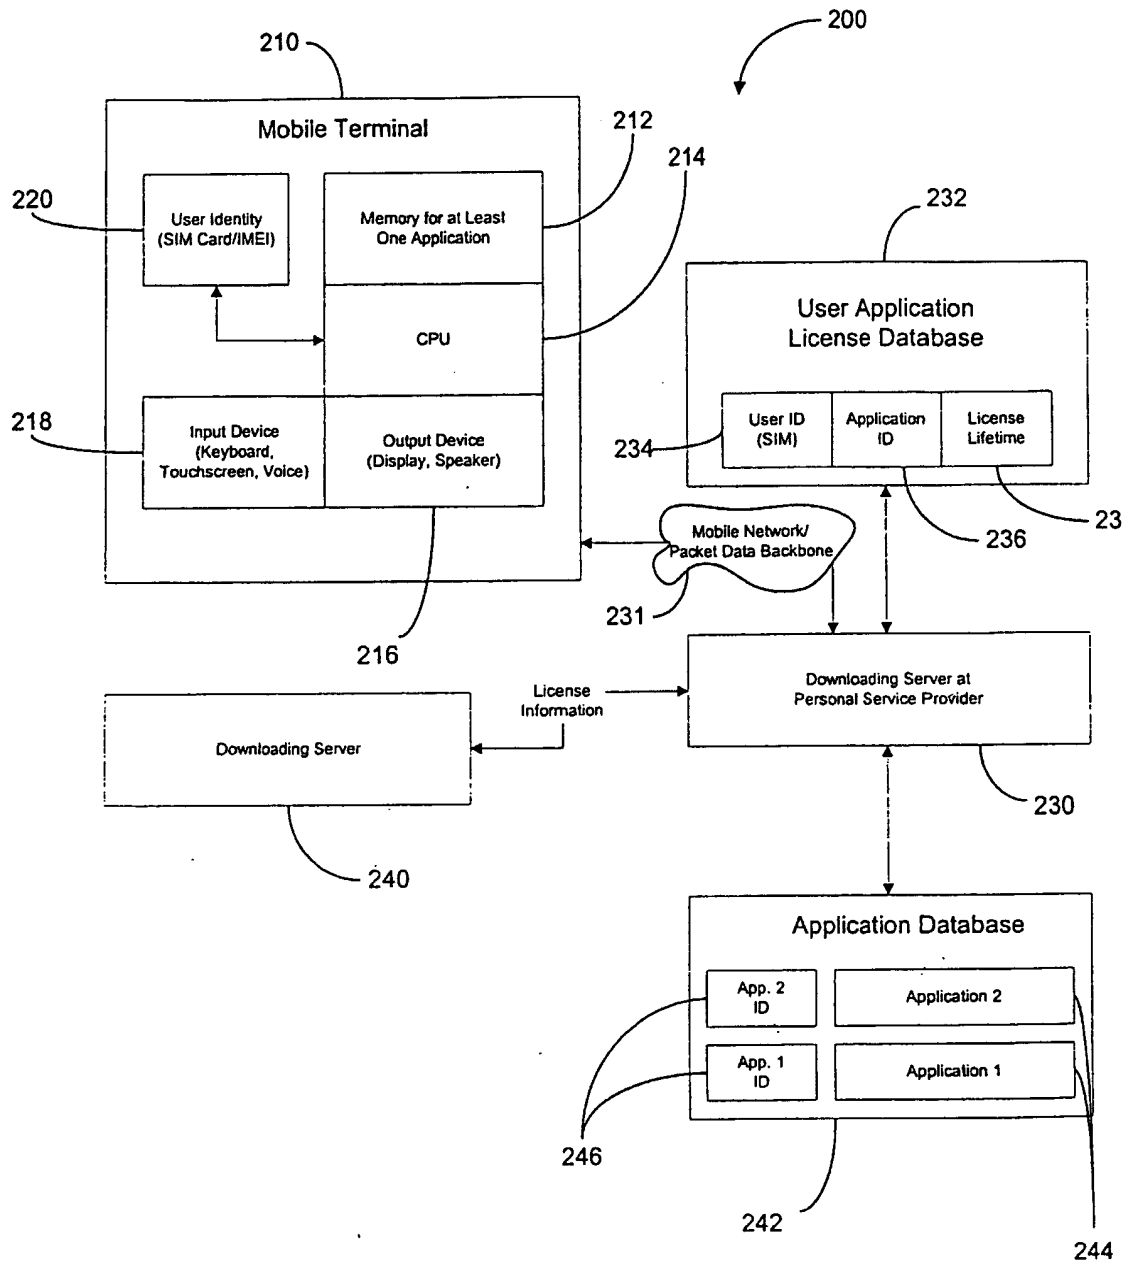 200
210
Mobile Terminal
212
214
220
User Identity
(SIM Card/IMEI)
Memory for at Least
One Application
CPU
218
Input Device
(Keyboard,
Touchscreen, Voice)
Output Device
(Display, Speaker)
216
232
User Application
License Database
234
User ID
(SIM)
Application
ID
License
Lifetime
236
23
Mobile Network/
Packet Data Backbone
231
Downloading Server at
Personal Service Provider
230
License
Information
Downloading Server
240
Application Database
App. 2
ID
Application 2
App. 1
ID
Application 1
246
242
244